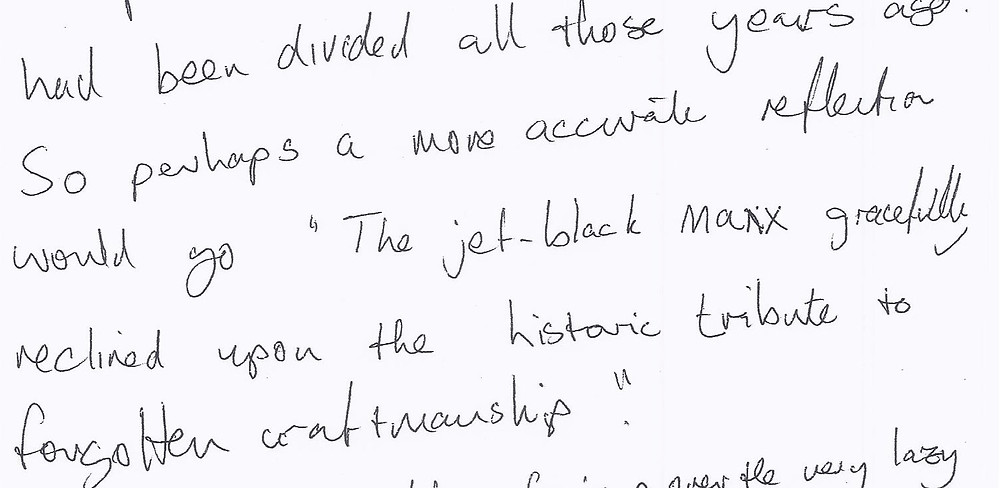 had been divided all those years ago.
So perhaps a more accurate reflection
would go "The jet-black Manx gracefully
reclined upon the historic tribute to
forgotten craftmanship".
over the very lazy